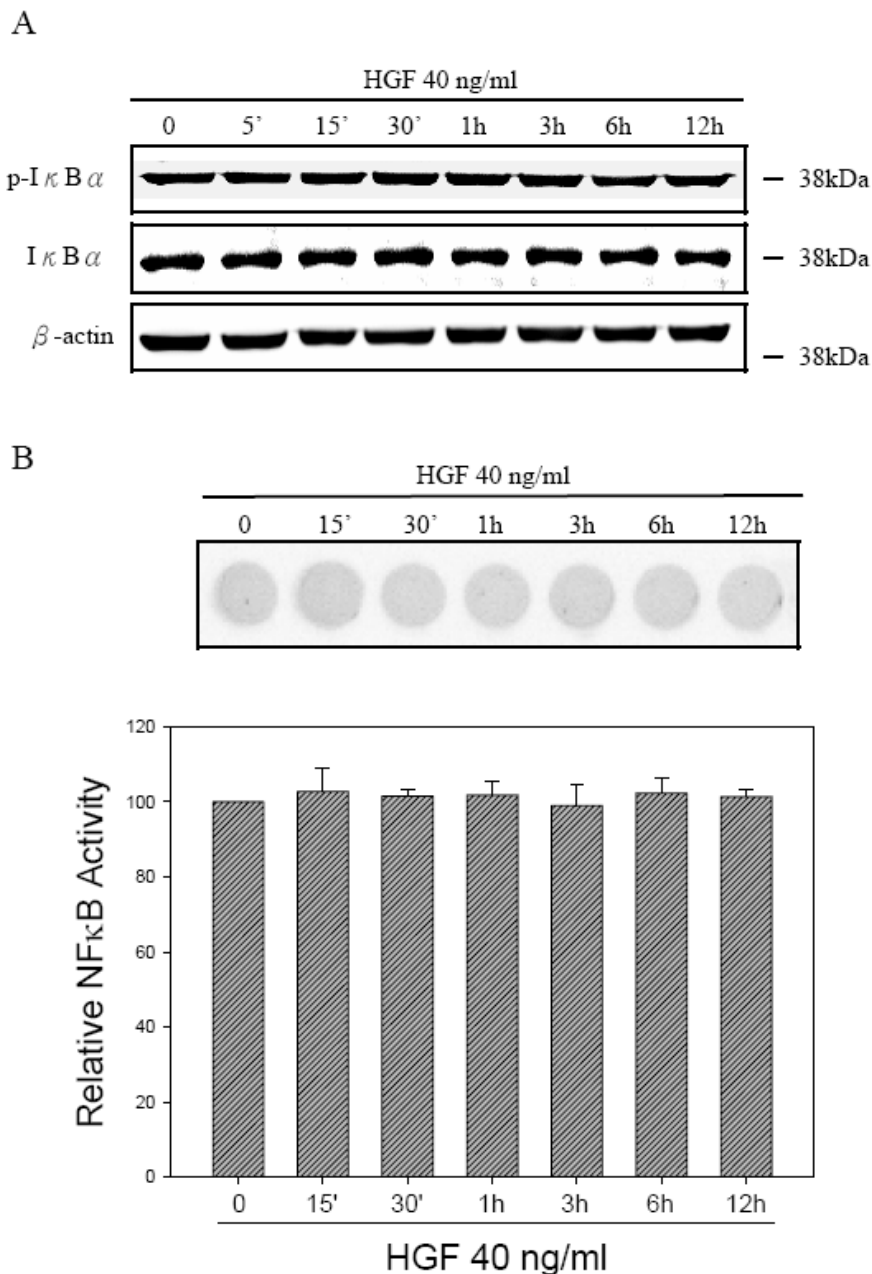 A
HGF 40 ng/ml
0 5’ 15’ 30’ 1h 3h 6h 12h
p-IκBα 38kDa
IκBα 38kDa
β-actin 38kDa
B
HGF 40 ng/ml
0 15’ 30’ 1h 3h 6h 12h
120
100
80
60
40
20
0
Relative NFκB Activity
0 15' 30' 1h 3h 6h 12h
HGF 40 ng/ml